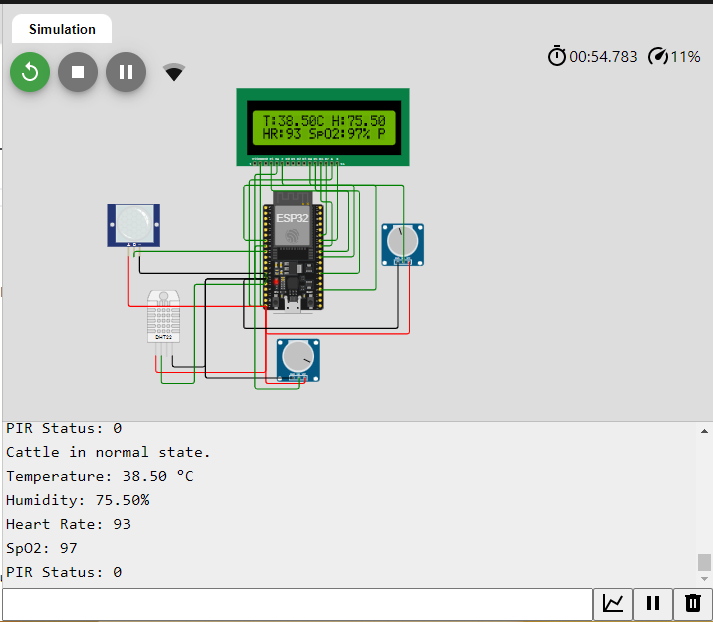 Simulation
00:54.783 11%
T:38.50C H:75.50
HR:93 SpO2:97% P
ESP32
DHT22
PIR Status: 0
Cattle in normal state.
Temperature: 38.50 °C
Humidity: 75.50%
Heart Rate: 93
SpO2: 97
PIR Status: 0